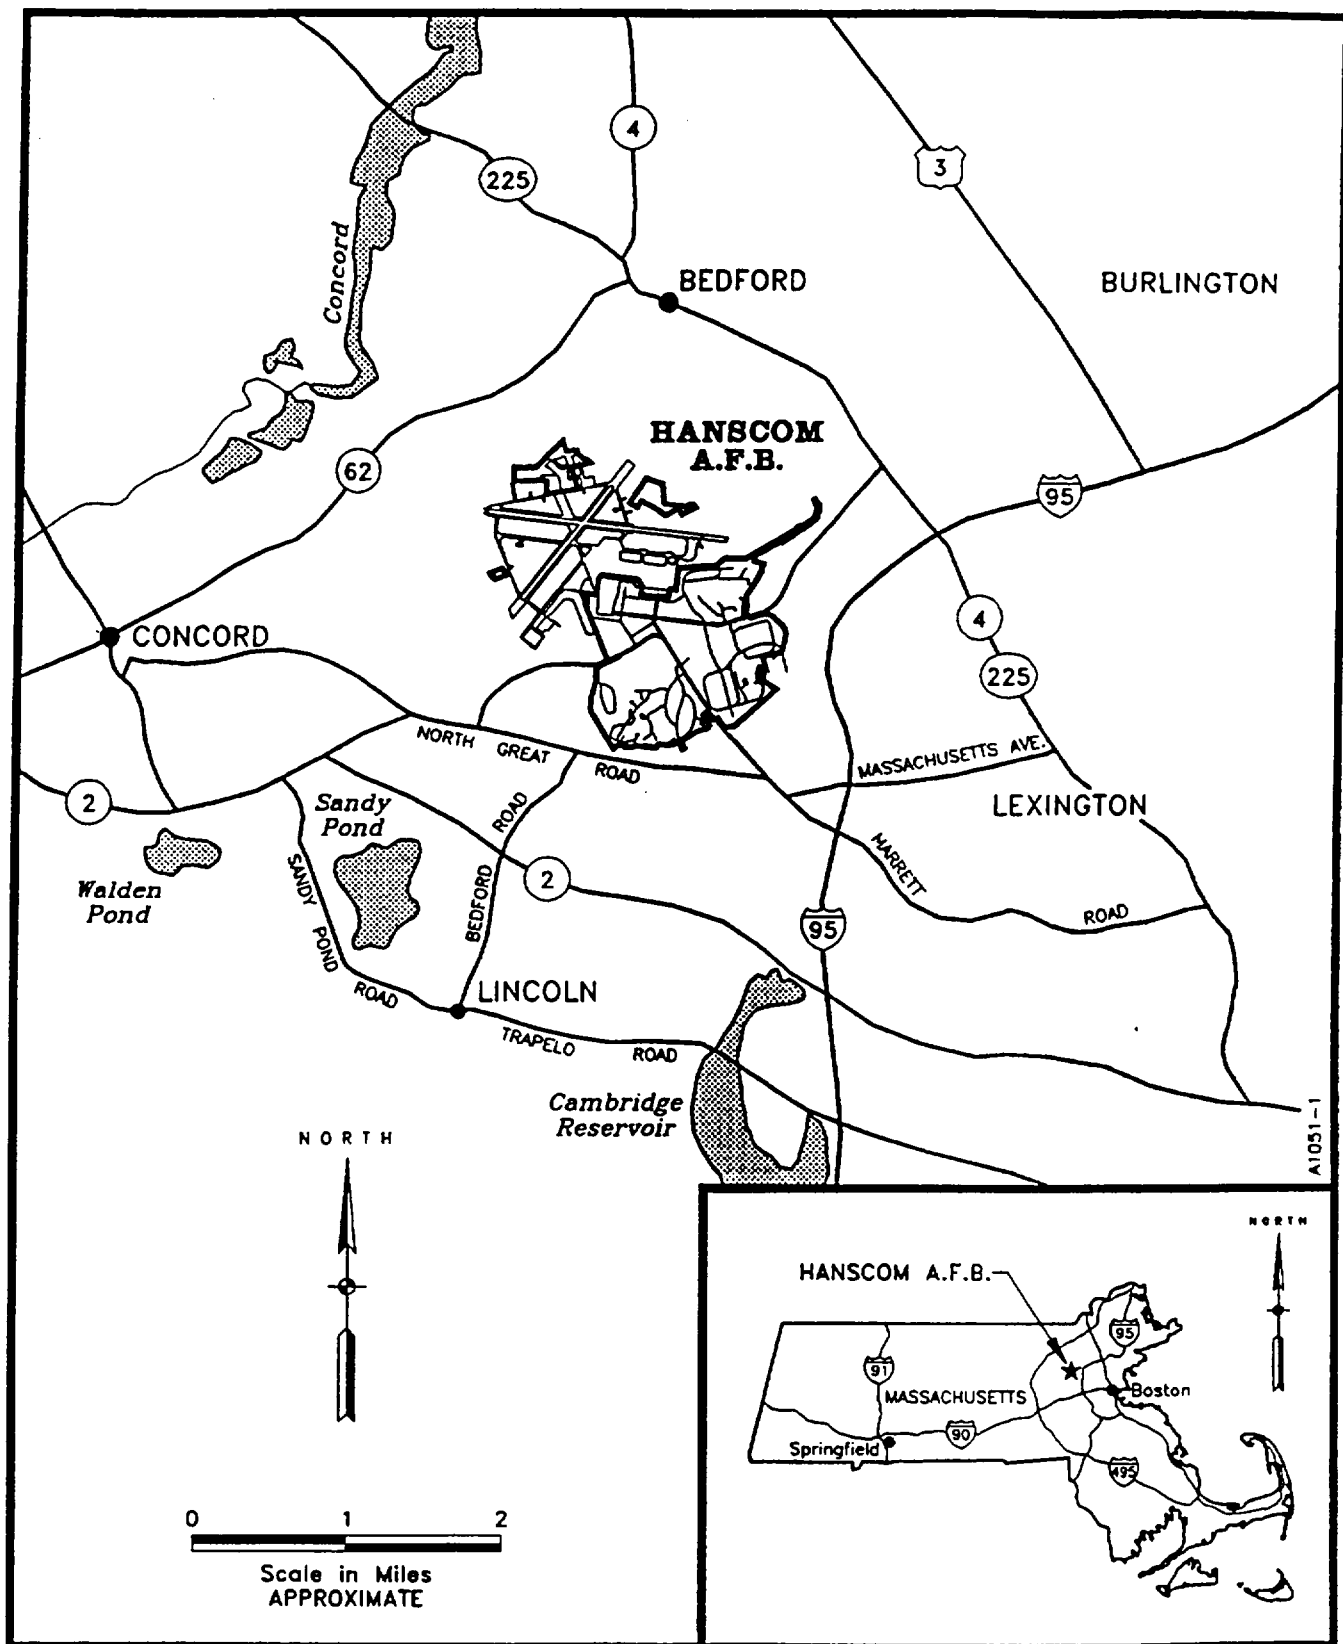 4
3
225
Concord
BEDFORD
BURLINGTON
HANSCOM
A.F.B.
62
95
CONCORD
4
225
NORTH GREAT ROAD
MASSACHUSETTS AVE.
2
Sandy
Pond
LEXINGTON
BEDFORD ROAD
MARRETT ROAD
Walden
Pond
SANDY POND ROAD
2
95
LINCOLN
TRAPELO ROAD
Cambridge
Reservoir
A1051-1
NORTH
NORTH
HANSCOM A.F.B.
95
91
MASSACHUSETTS
Boston
90
Springfield
495
0 1 2
Scale in Miles
APPROXIMATE